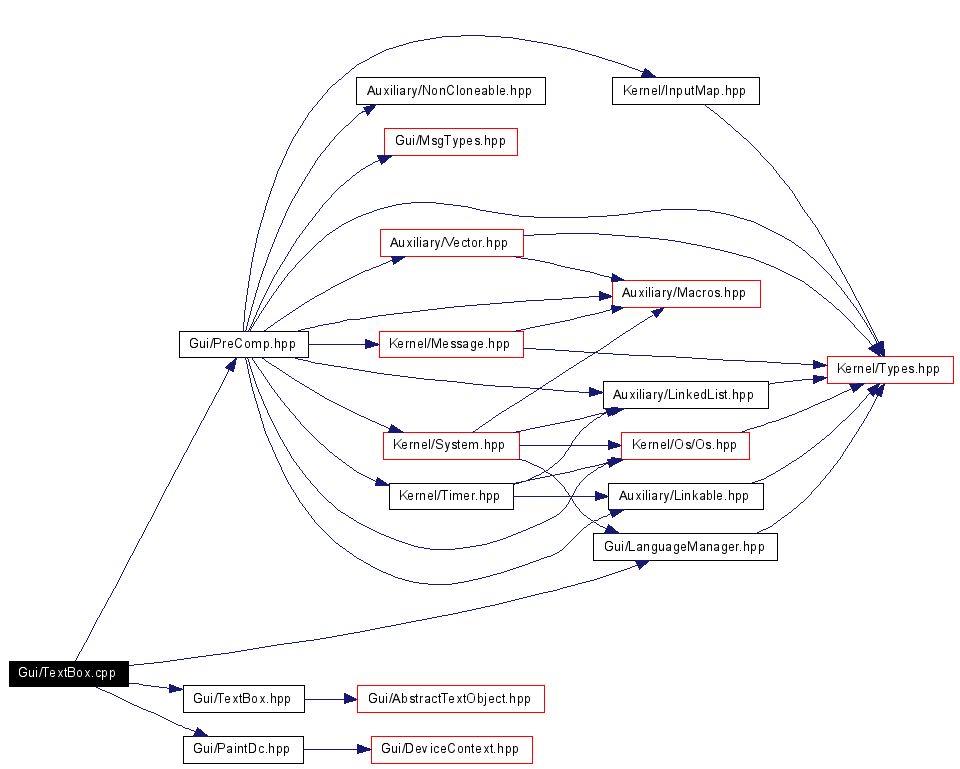 Auxiliary/NonCloneable.hpp
Kernel/InputMap.hpp
Gui/MsgTypes.hpp
Auxiliary/Vector.hpp
Auxiliary/Macros.hpp
Gui/PreComp.hpp
Kernel/Message.hpp
Kernel/Types.hpp
Auxiliary/LinkedList.hpp
Kernel/System.hpp
Kernel/Os/Os.hpp
Kernel/Timer.hpp
Auxiliary/Linkable.hpp
Gui/LanguageManager.hpp
Gui/TextBox.cpp
Gui/TextBox.hpp
Gui/AbstractTextObject.hpp
Gui/PaintDc.hpp
Gui/DeviceContext.hpp